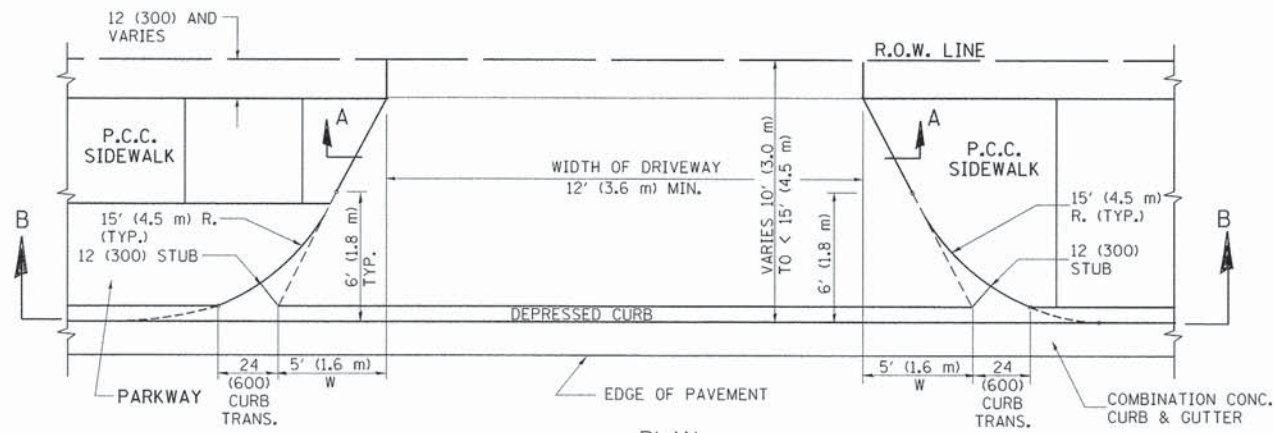 12 (300) AND
VARIES
R.O.W. LINE
A
A
P.C.C.
SIDEWALK
P.C.C.
SIDEWALK
WIDTH OF DRIVEWAY
12' (3.6 m) MIN.
VARIES 10' (3.0 m)
TO < 15' (4.5 m)
B
B
15' (4.5 m) R.
(TYP.)
12 (300) STUB
6' (1.8 m)
TYP.
6' (1.8 m)
15' (4.5 m)
R. (TYP.)
12 (300)
STUB
DEPRESSED CURB
24
(600)
CURB
TRANS.
5' (1.6 m)
W
5' (1.6 m)
W
24
(600)
CURB
TRANS.
PARKWAY
EDGE OF PAVEMENT
COMBINATION CONC.
CURB & GUTTER